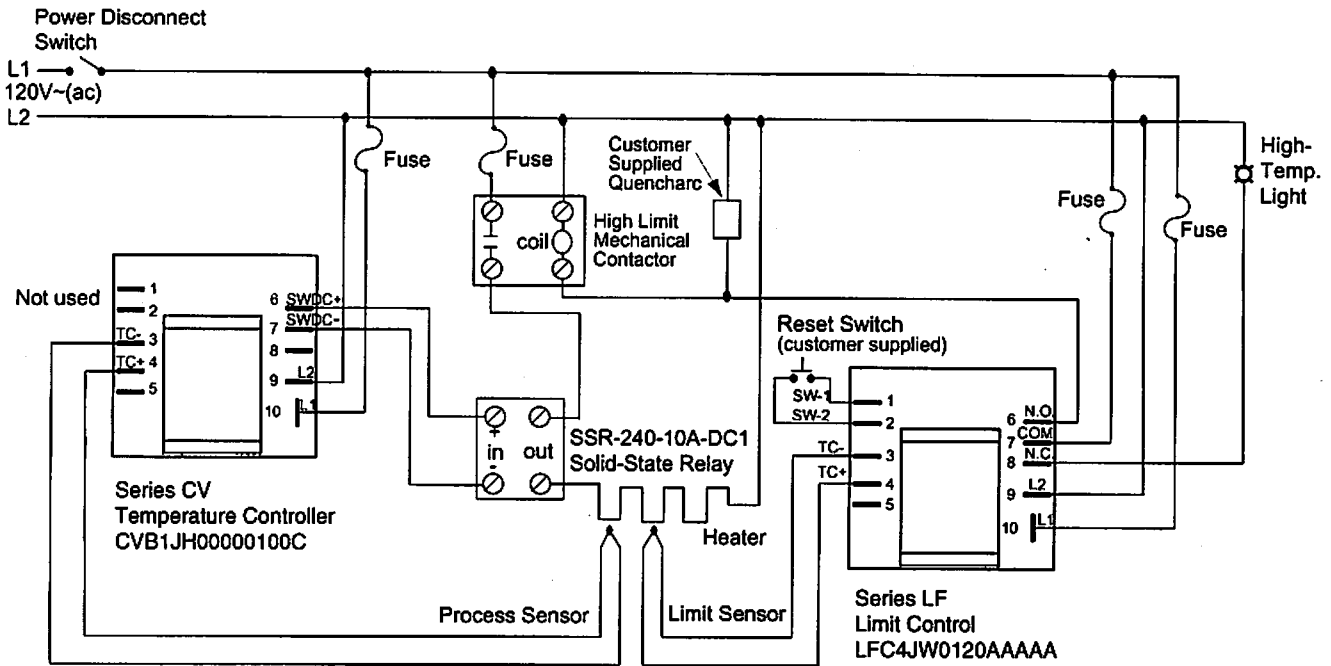 Power Disconnect
Switch
L1
120V~(ac)
L2
Fuse
Fuse
Customer
Supplied
Quencharc
Fuse
Fuse
High-
Temp.
Light
coil
High Limit
Mechanical
Contactor
Not used
1
2
TC- 3
TC+ 4
5
6 SWDC+
7 SWDC-
8
9 L2
10 L1
Series CV
Temperature Controller
CVB1JH00000100C
+
in out
-
SSR-240-10A-DC1
Solid-State Relay
Heater
Reset Switch
(customer supplied)
SW-1 1
SW-2 2
TC- 3
TC+ 4
5
6 N.O.
7 COM
8 N.C.
9 L2
10 L1
Process Sensor
Limit Sensor
Series LF
Limit Control
LFC4JW0120AAAAA